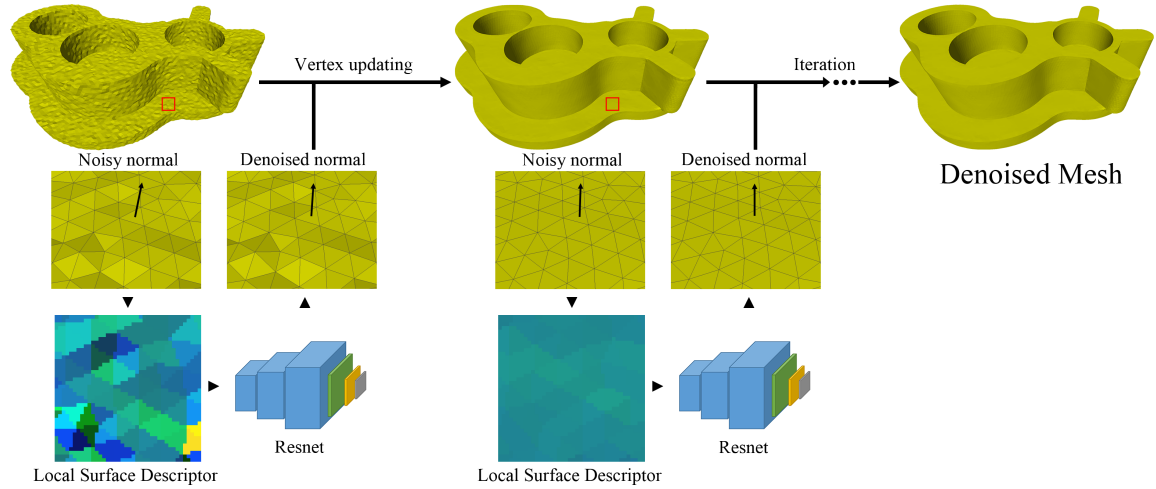 Vertex updating
Iteration
Noisy normal
Denoised normal
Noisy normal
Denoised normal
Denoised Mesh
Resnet
Resnet
Local Surface Descriptor
Local Surface Descriptor